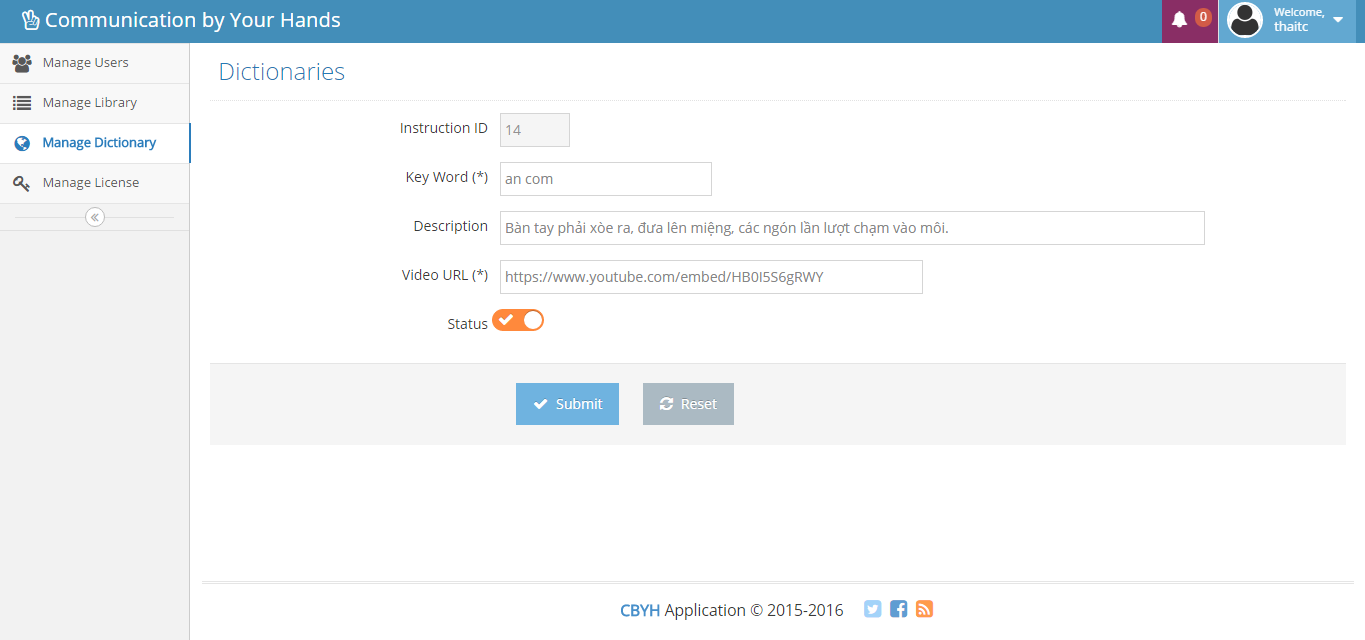 Communication by Your Hands
0
Welcome,
thaitc
Manage Users
Manage Library
Manage Dictionary
Manage License
Dictionaries
Instruction ID 14
Key Word (*) an com
Description Bàn tay phải xòe ra, đưa lên miệng, các ngón lần lượt chạm vào môi.
Video URL (*) https://www.youtube.com/embed/HB0I5S6gRWY
Status
Submit Reset
CBYH Application © 2015-2016